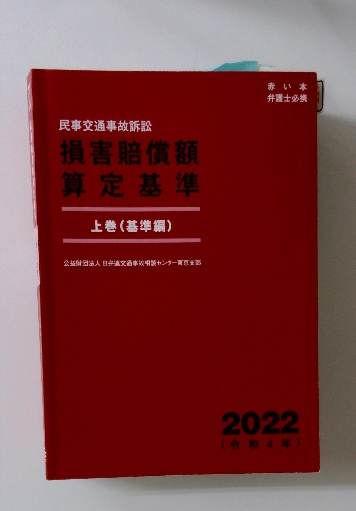 赤い本
弁護士必携
民事交通事故訴訟
損害賠償額
算定基準
上巻(基準編)
公益財団法人 日弁連交通事故相談センター東京支部
2022
(令和4年)